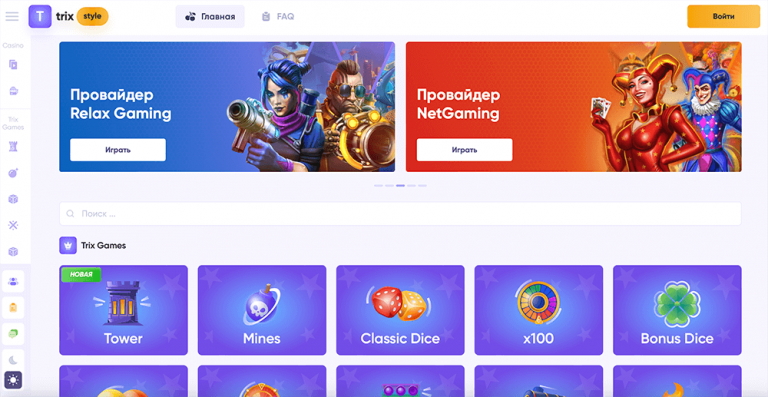 T trix style
Главная
FAQ
Войти
Casino
Trix
Games
Провайдер
Relax Gaming
Играть
Провайдер
NetGaming
Играть
Поиск ...
Trix Games
НОВАЯ
Tower
Mines
Classic Dice
x100
Bonus Dice